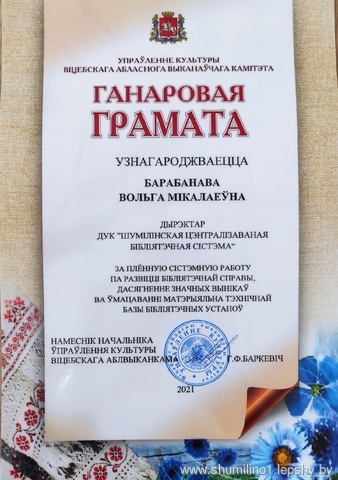 УПРАЎЛЕННЕ КУЛЬТУРЫ
ВІЦЕБСКАГА АБЛАСНОГА ВЫКАНАЎЧАГА КАМІТЭТА
ГАНАРОВАЯ
ГРАМАТА
УЗНАГАРОДЖВАЕЦЦА
БАРАБАНАВА
ВОЛЬГА МІКАЛАЕЎНА
ДЫРЭКТАР
ДУК "ШУМІЛІНСКАЯ ЦЭНТРАЛІЗАВАНАЯ
БІБЛІЯТЭЧНАЯ СІСТЭМА"
ЗА ПЛЁННУЮ СІСТЭМНУЮ РАБОТУ
ПА РАЗВІЦЦІ БІБЛІЯТЭЧНАЙ СПРАВЫ,
ДАСЯГНЕННЕ ЗНАЧНЫХ ВЫНІКАЎ
ВА ЎМАЦАВАННІ МАТЭРЫЯЛЬНА ТЭХНІЧНАЙ
БАЗЫ БІБЛІЯТЭЧНЫХ УСТАНОЎ
НАМЕСНІК НАЧАЛЬНІКА
ЎПРАЎЛЕННЯ КУЛЬТУРЫ
ВІЦЕБСКАГА АБЛВЫКАНКАМА Г.Ф.БАРКЕВІЧ
2021
www.shumilino1.lepshy.by